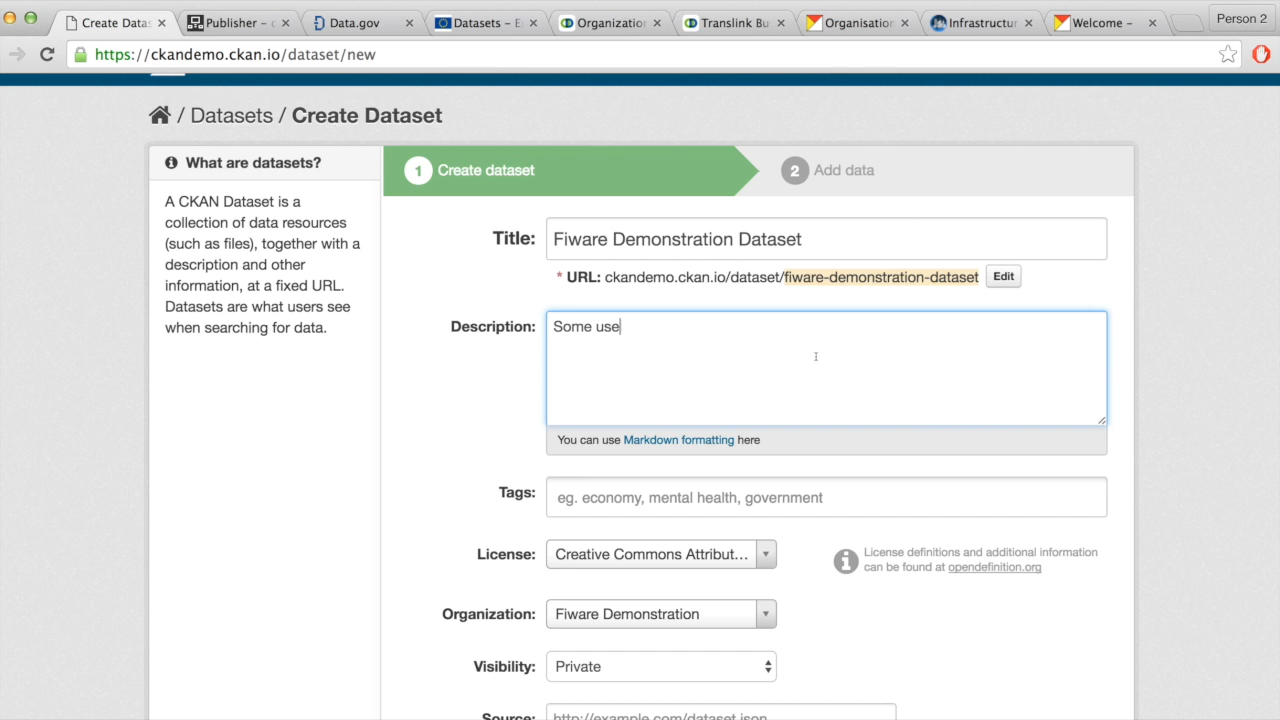 Create Datas
Publisher –
Data.gov
Datasets – E
Organization
Translink Bu
Organisation
Infrastructur
Welcome –
Person 2
https://ckandemo.ckan.io/dataset/new
/ Datasets / Create Dataset
What are datasets?
A CKAN Dataset is a
collection of data resources
(such as files), together with a
description and other
information, at a fixed URL.
Datasets are what users see
when searching for data.
1 Create dataset
2 Add data
Title: Fiware Demonstration Dataset
* URL: ckandemo.ckan.io/dataset/fiware-demonstration-dataset Edit
Description: Some use
You can use Markdown formatting here
Tags: eg. economy, mental health, government
License: Creative Commons Attribut...
License definitions and additional information
can be found at opendefinition.org
Organization: Fiware Demonstration
Visibility: Private
Source: http://example.com/dataset.json